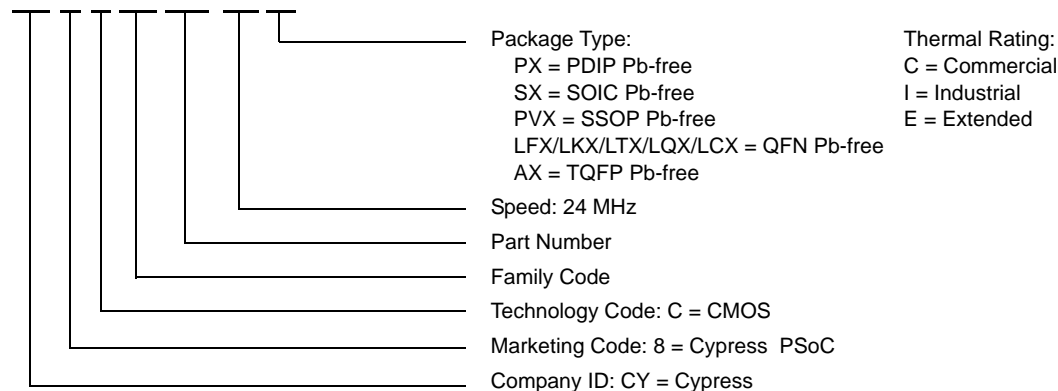 Package Type:
PX = PDIP Pb-free
SX = SOIC Pb-free
PVX = SSOP Pb-free
LFX/LKX/LTX/LQX/LCX = QFN Pb-free
AX = TQFP Pb-free
Thermal Rating:
C = Commercial
I = Industrial
E = Extended
Speed: 24 MHz
Part Number
Family Code
Technology Code: C = CMOS
Marketing Code: 8 = Cypress PSoC
Company ID: CY = Cypress